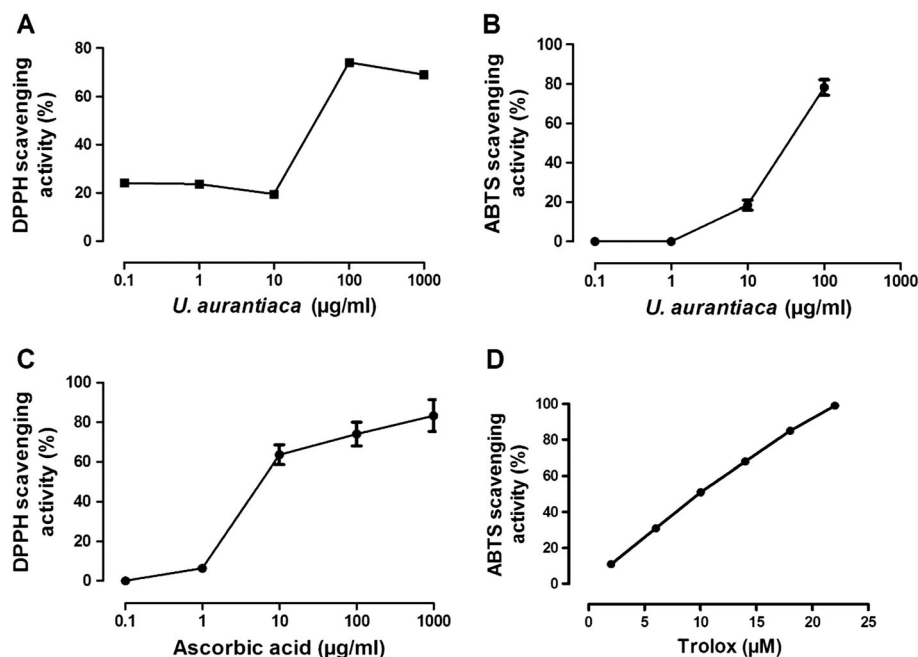 A
DPPH scavenging
activity (%)
80
60
40
20
0
0.1 1 10 100 1000
U. aurantiaca (µg/ml)
B
ABTS scavenging
activity (%)
100
80
60
40
20
0
0.1 1 10 100 1000
U. aurantiaca (µg/ml)
C
DPPH scavenging
activity (%)
100
80
60
40
20
0
0.1 1 10 100 1000
Ascorbic acid (µg/ml)
D
ABTS scavenging
activity (%)
100
80
60
40
20
0
0 5 10 15 20 25
Trolox (µM)